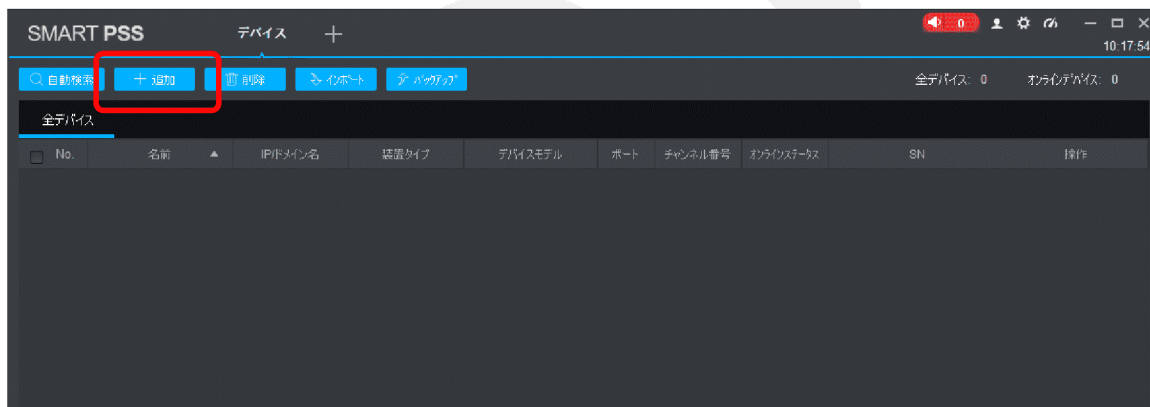 SMART PSS デバイス 0
10:17:54
自動検索 追加 削除 インポート バックアップ 全デバイス: 0 オンラインデバイス: 0
全デバイス
No. 名前 IP/ドメイン名 装置タイプ デバイスモデル ポート チャンネル番号 オンラインステータス SN 操作